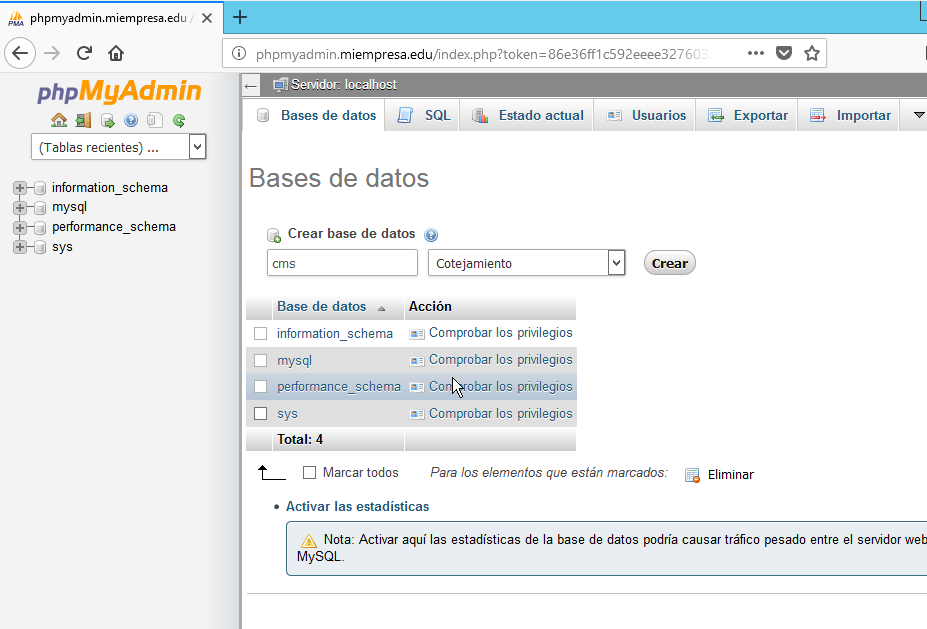 phpmyadmin.miempresa.edu /
phpmyadmin.miempresa.edu/index.php?token=86e36ff1c592eeee327603
phpMyAdmin
(Tablas recientes) ...
information_schema
mysql
performance_schema
sys
Servidor: localhost
Bases de datos
SQL
Estado actual
Usuarios
Exportar
Importar
Bases de datos
Crear base de datos
cms
Cotejamiento
Crear
Base de datos Acción
information_schema Comprobar los privilegios
mysql Comprobar los privilegios
performance_schema Comprobar los privilegios
sys Comprobar los privilegios
Total: 4
Marcar todos Para los elementos que están marcados: Eliminar
• Activar las estadísticas
Nota: Activar aquí las estadísticas de la base de datos podría causar tráfico pesado entre el servidor web
MySQL.